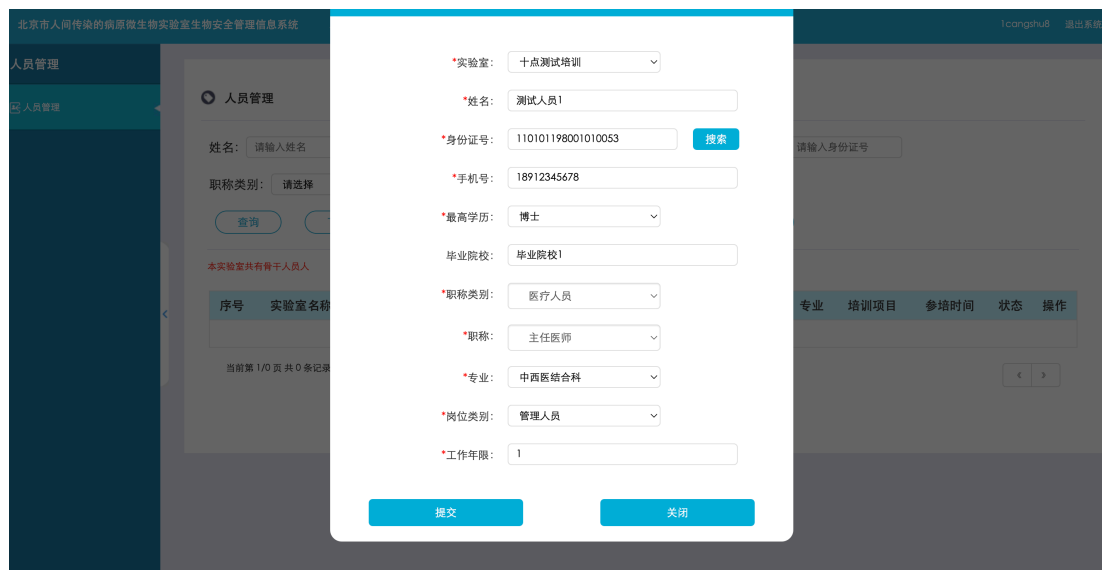 北京市人间传染的病原微生物实验室生物安全管理信息系统
1cangshu8 退出系统
人员管理
人员管理
人员管理
姓名： 请输入姓名
请输入身份证号
职称类别： 请选择
查询
本实验室共有骨干人员人
序号 实验室名称
专业 培训项目 参培时间 状态 操作
当前第 1/0 页 共 0 条记录
*实验室： 十点测试培训
*姓名： 测试人员1
*身份证号： 110101198001010053 搜索
*手机号： 18912345678
*最高学历： 博士
毕业院校： 毕业院校1
*职称类别： 医疗人员
*职称： 主任医师
*专业： 中西医结合科
*岗位类别： 管理人员
*工作年限： 1
提交 关闭